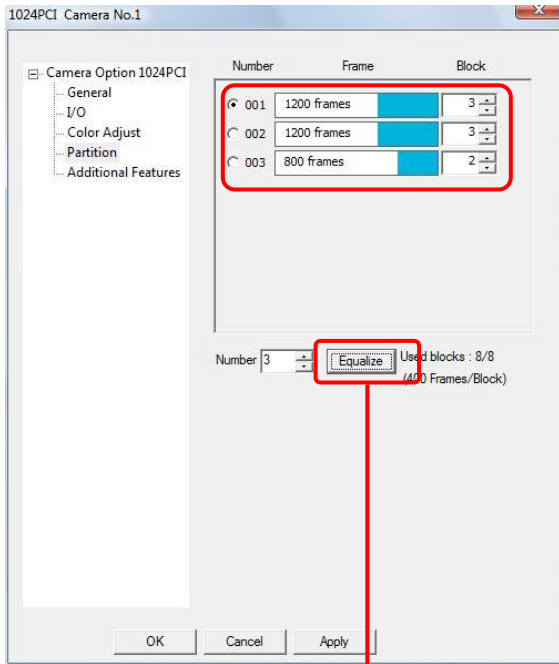 1024PCI Camera No.1
Camera Option 1024PCI
General
I/O
Color Adjust
Partition
Additional Features
Number Frame Block
001 1200 frames 3
002 1200 frames 3
003 800 frames 2
Number 3 Equalize Used blocks : 8/8
(400 Frames/Block)
OK Cancel Apply